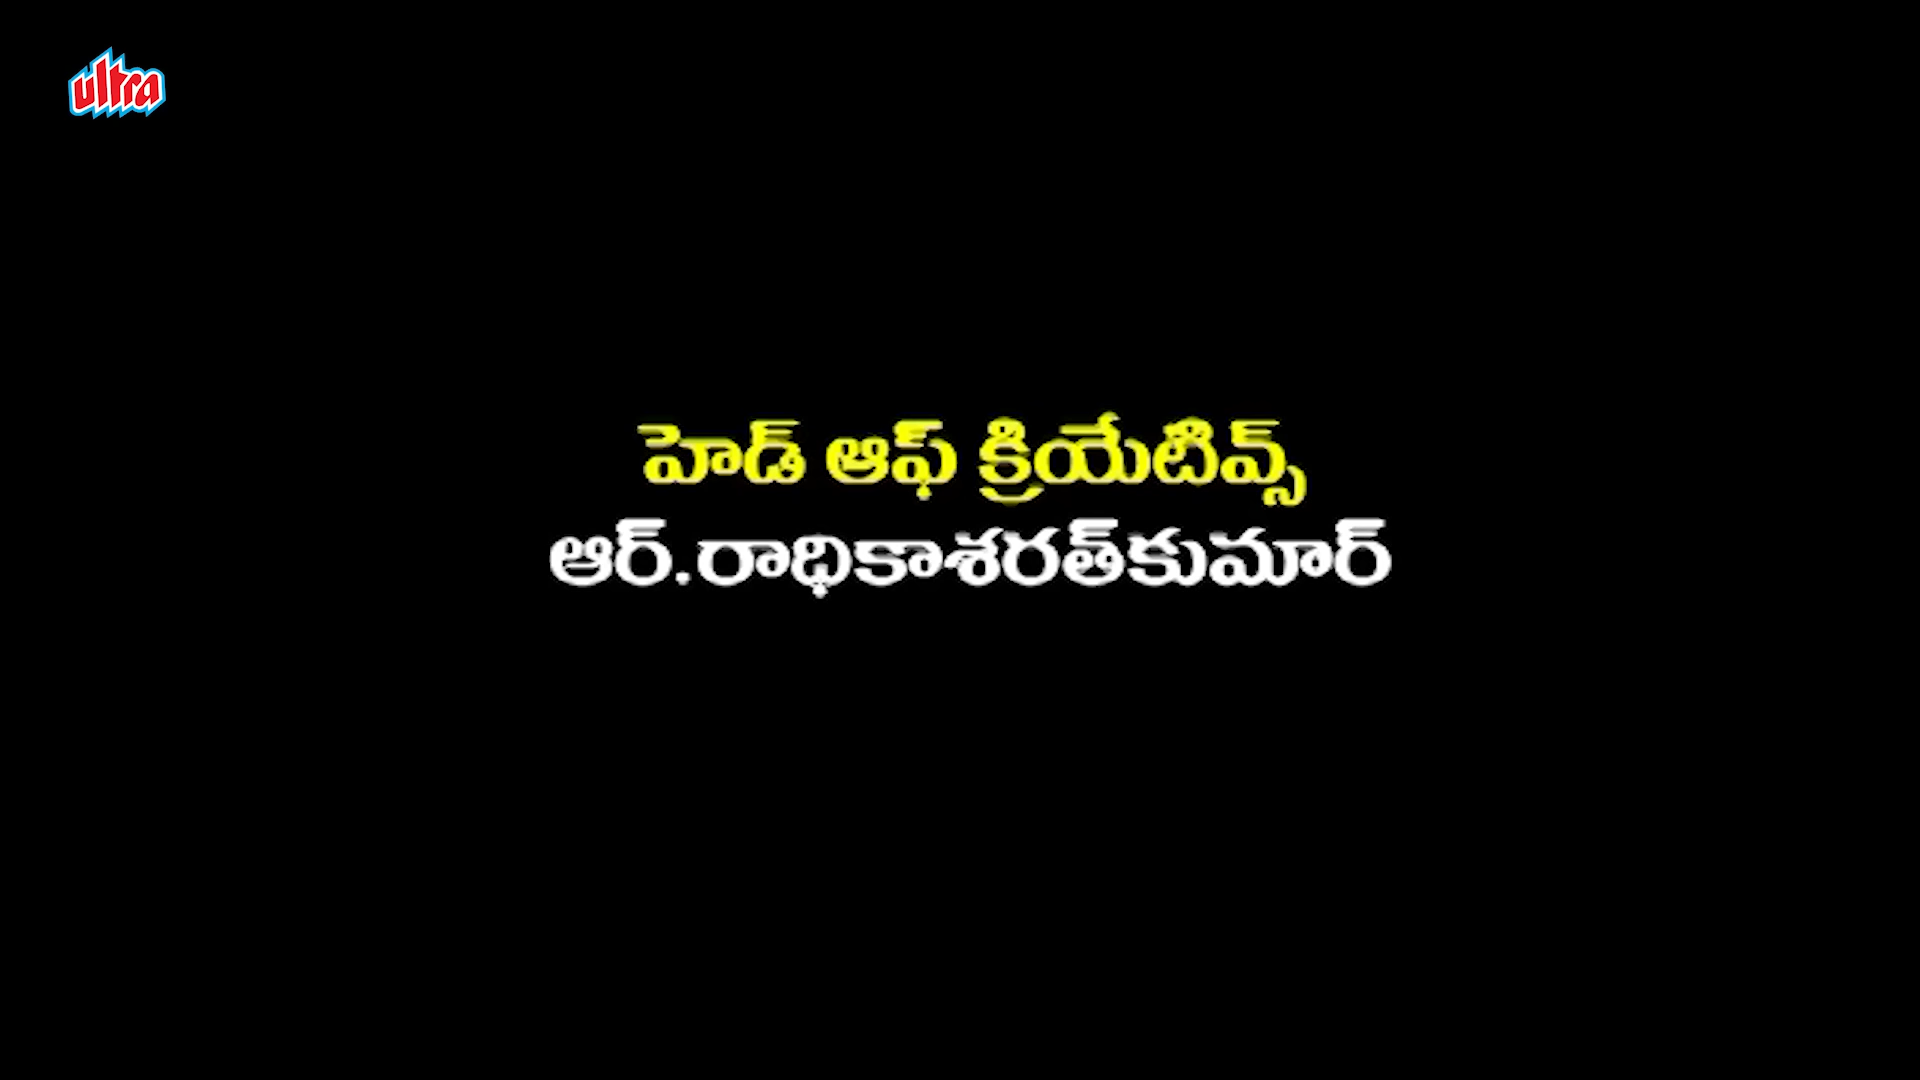 ultra
హెడ్ ఆఫ్ క్రియేటివ్స్
ఆర్.రాధికాశరత్‌కుమార్